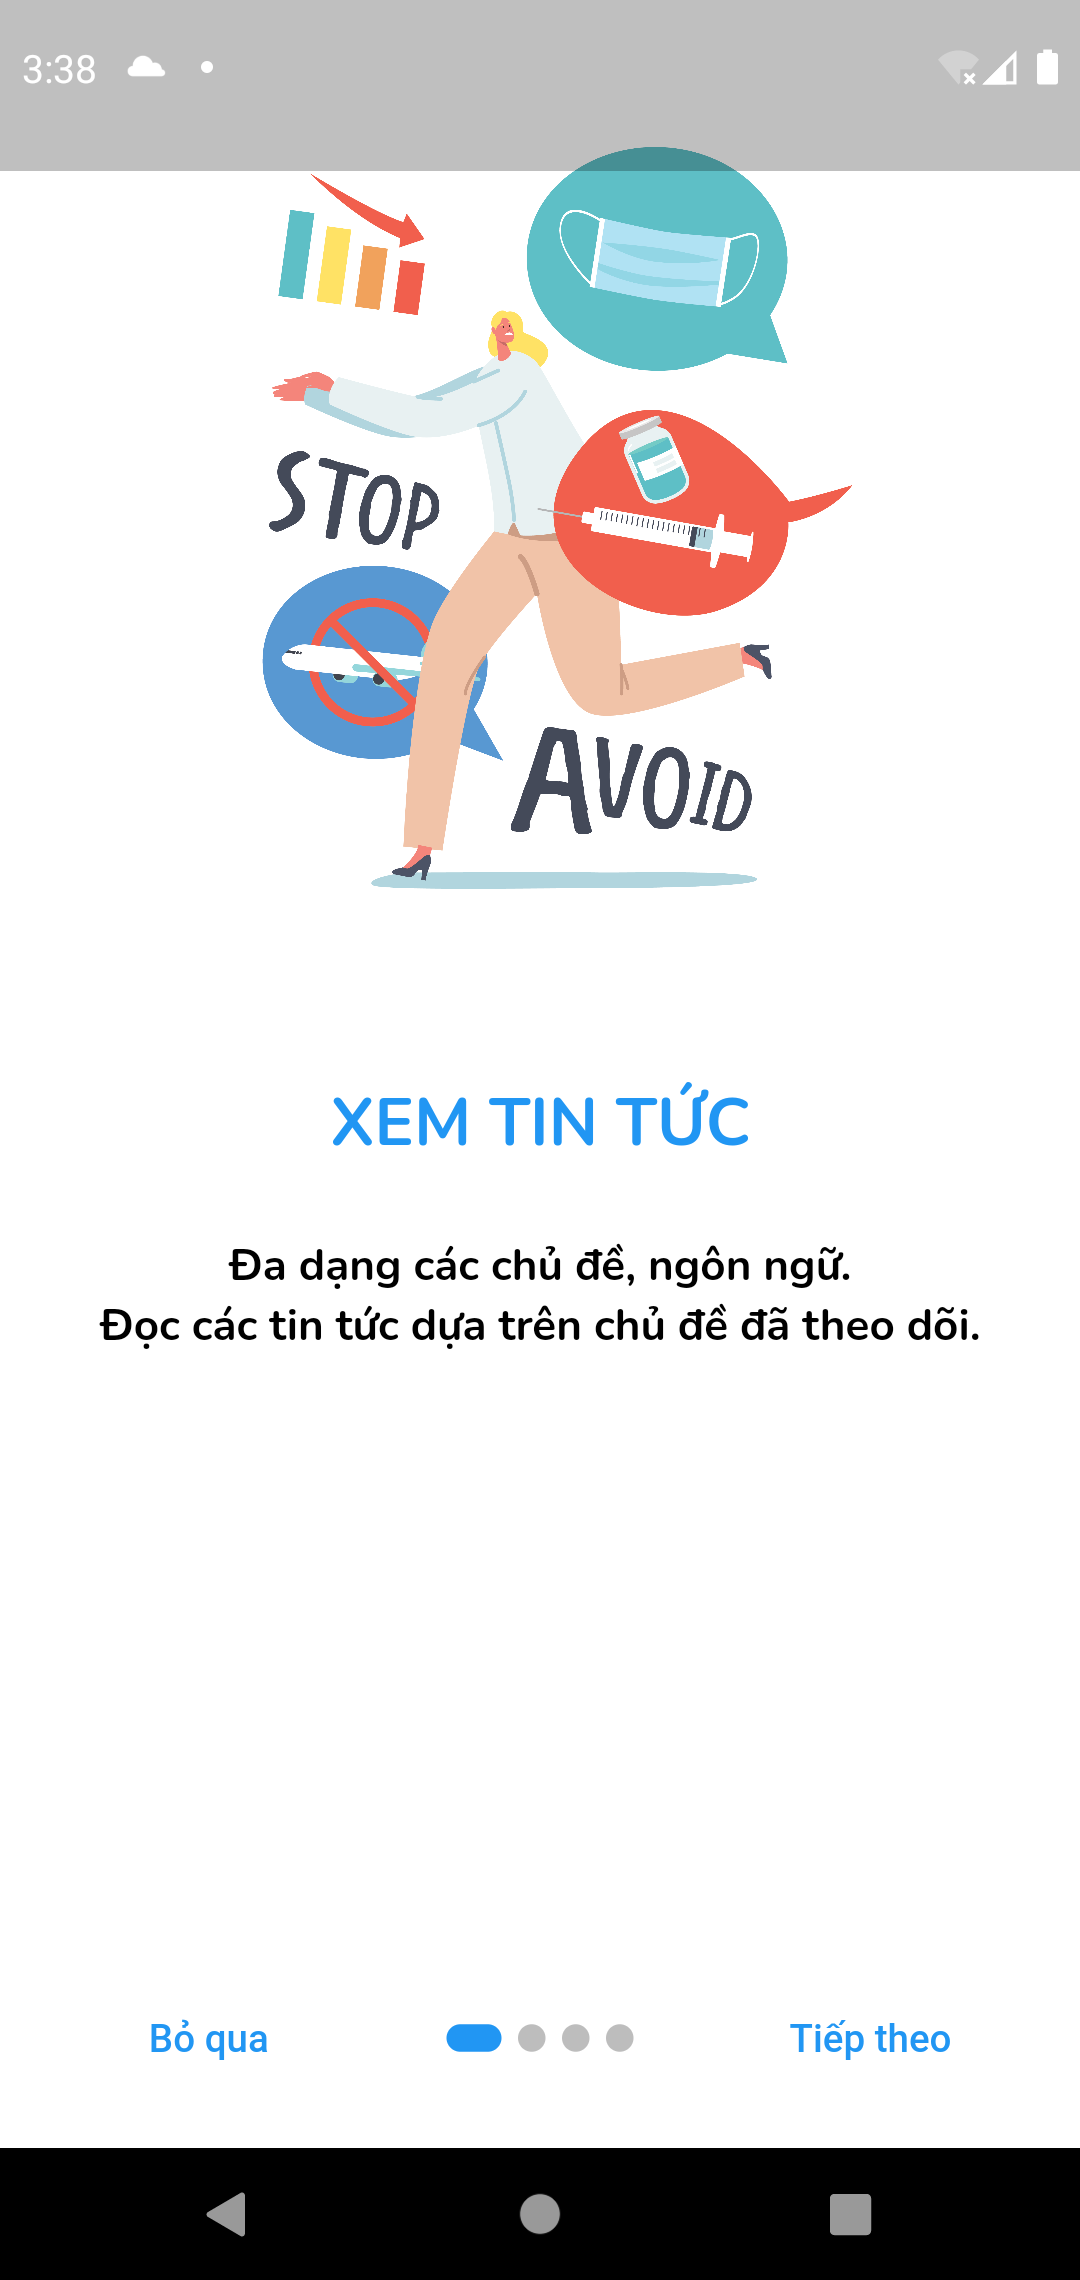 3:38
STOP
AVOID
XEM TIN TỨC
Đa dạng các chủ đề, ngôn ngữ.
Đọc các tin tức dựa trên chủ đề đã theo dõi.
Bỏ qua
Tiếp theo